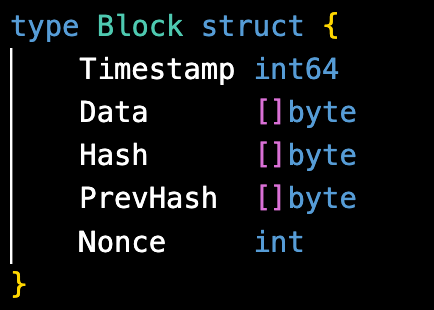 type Block struct {
    Timestamp int64
    Data      []byte
    Hash      []byte
    PrevHash  []byte
    Nonce     int
}